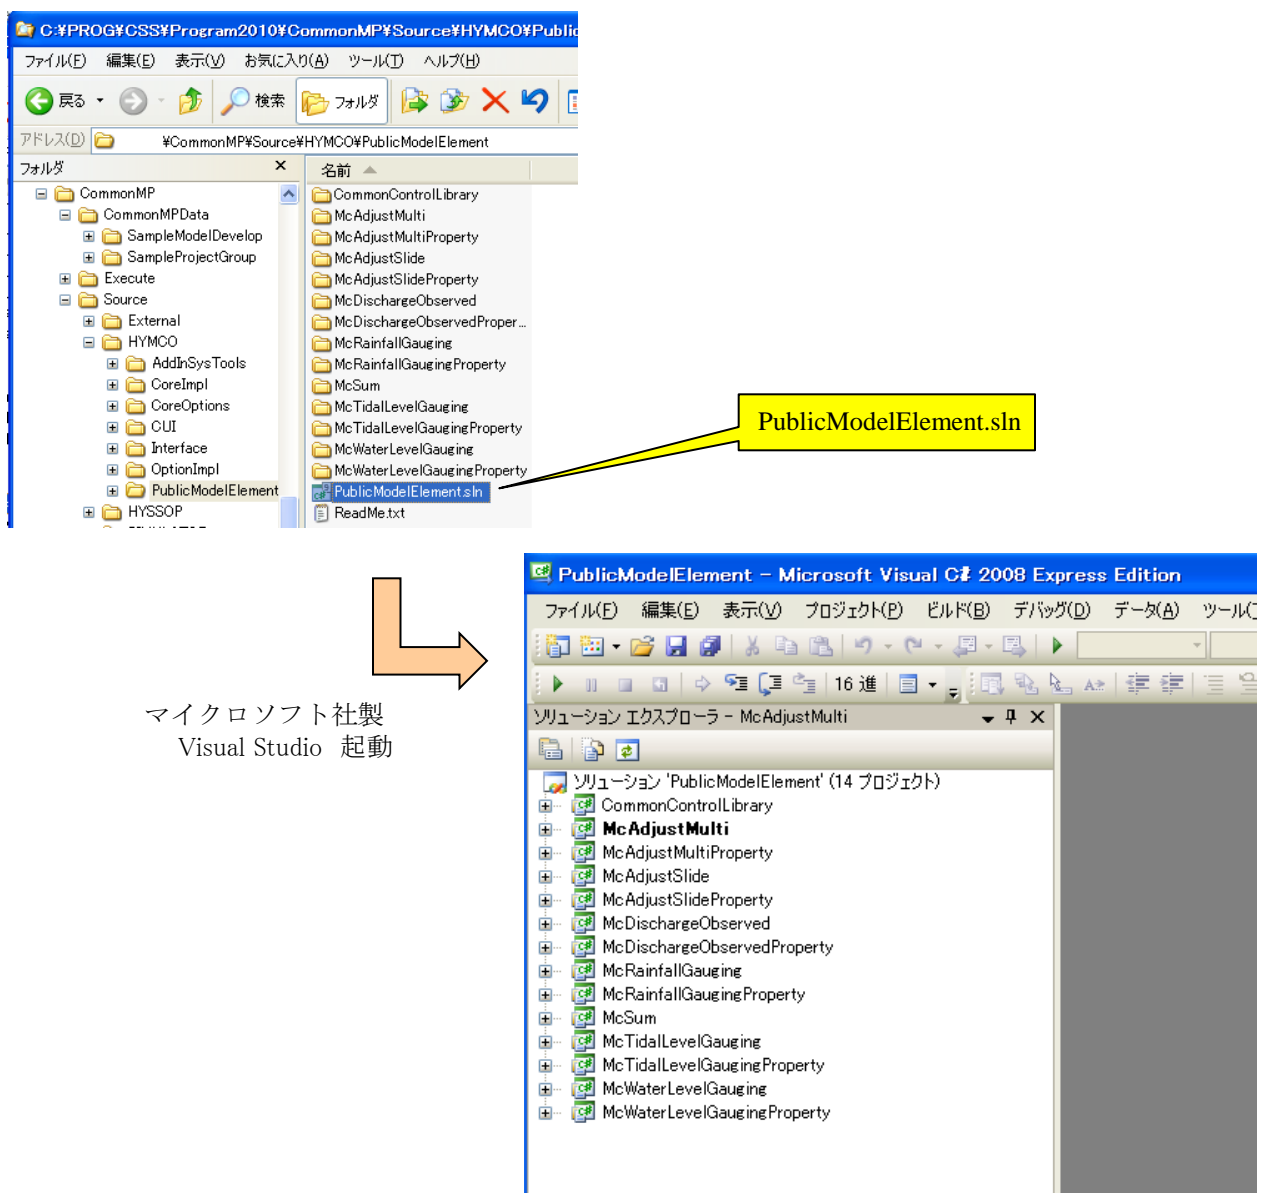 C:¥PROG¥CSS¥Program2010¥CommonMP¥Source¥HYMCO¥Public
ファイル(F) 編集(E) 表示(V) お気に入り(A) ツール(T) ヘルプ(H)
戻る 検索 フォルダ
アドレス(D) ¥CommonMP¥Source¥HYMCO¥PublicModelElement
フォルダ × 名前
CommonMP
CommonMPData
SampleModelDevelop
SampleProjectGroup
Execute
Source
External
HYMCO
AddInSysTools
CoreImpl
CoreOptions
CUI
Interface
OptionImpl
PublicModelElement
HYSSOP
CommonControlLibrary
McAdjustMulti
McAdjustMultiProperty
McAdjustSlide
McAdjustSlideProperty
McDischargeObserved
McDischargeObservedProper...
McRainfallGauging
McRainfallGaugingProperty
McSum
McTidalLevelGauging
McTidalLevelGaugingProperty
McWaterLevelGauging
McWaterLevelGaugingProperty
PublicModelElement.sln
ReadMe.txt
PublicModelElement.sln
マイクロソフト社製
Visual Studio 起動
PublicModelElement - Microsoft Visual C# 2008 Express Edition
ファイル(F) 編集(E) 表示(V) プロジェクト(P) ビルド(B) デバッグ(D) データ(A) ツール(T
16 進
ソリューション エクスプローラ - McAdjustMulti
ソリューション 'PublicModelElement' (14 プロジェクト)
CommonControlLibrary
McAdjustMulti
McAdjustMultiProperty
McAdjustSlide
McAdjustSlideProperty
McDischargeObserved
McDischargeObservedProperty
McRainfallGauging
McRainfallGaugingProperty
McSum
McTidalLevelGauging
McTidalLevelGaugingProperty
McWaterLevelGauging
McWaterLevelGaugingProperty